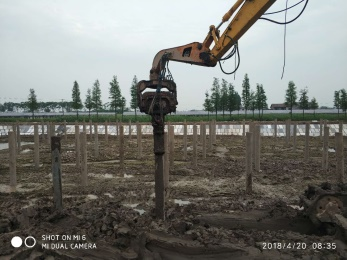 SHOT ON MI 6
MI DUAL CAMERA
2018/4/20 08:35